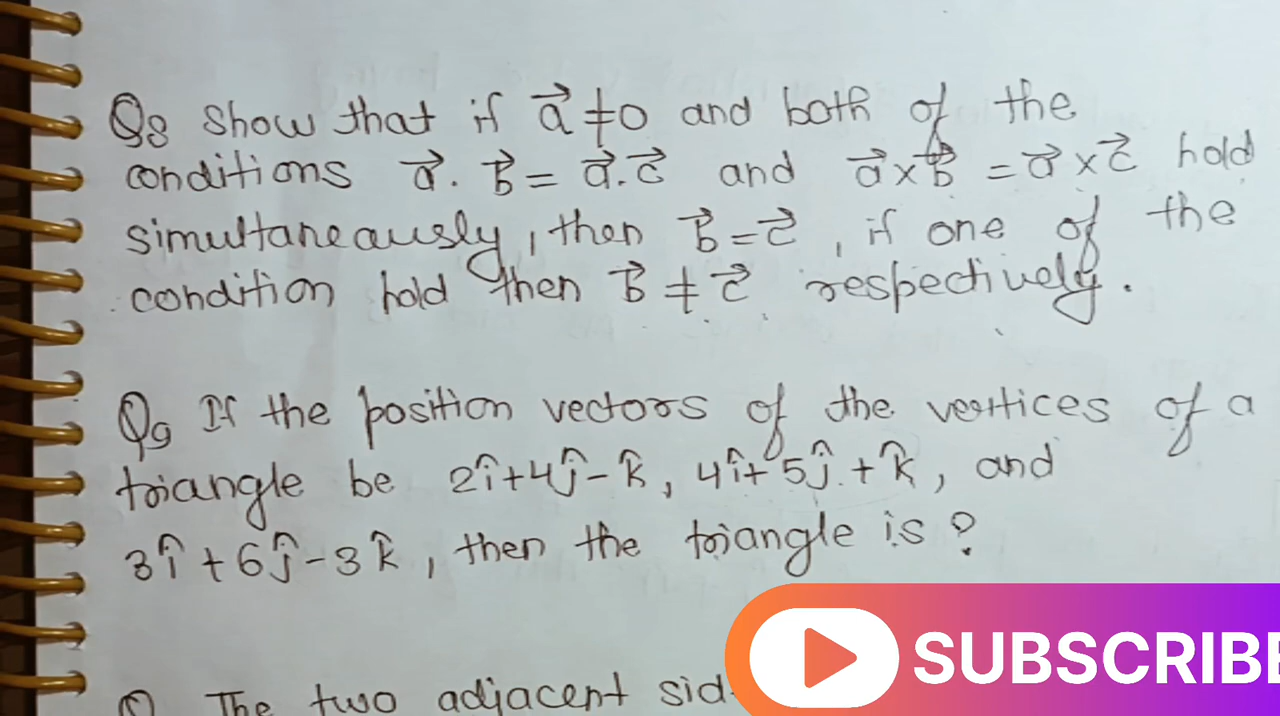 Q8 Show that if a⃗ ≠ 0 and both of the
conditions a⃗. b⃗ = a⃗.c⃗ and a⃗×b⃗ = a⃗×c⃗ hold
simultaneausly, then b⃗ = c⃗, if one of the
condition hold then b⃗ ≠ c⃗ respectively.
Q9 If the position vectors of the vertices of a
triangle be 2î+4ĵ-k̂, 4î+5ĵ+k̂, and
3î+6ĵ-3k̂, then the triangle is?
The two adjacent
SUBSCRIBE